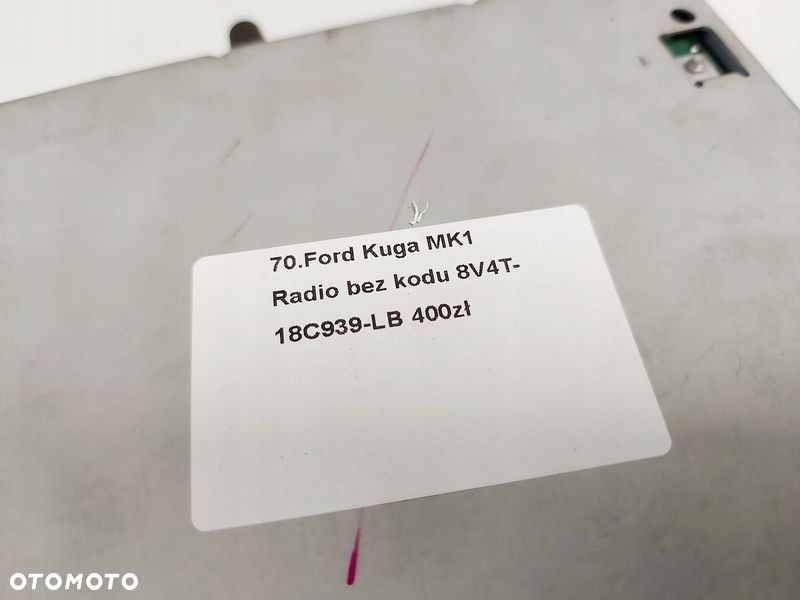 70.Ford Kuga MK1
Radio bez kodu 8V4T-
18C939-LB 400zł
OTOMOTO